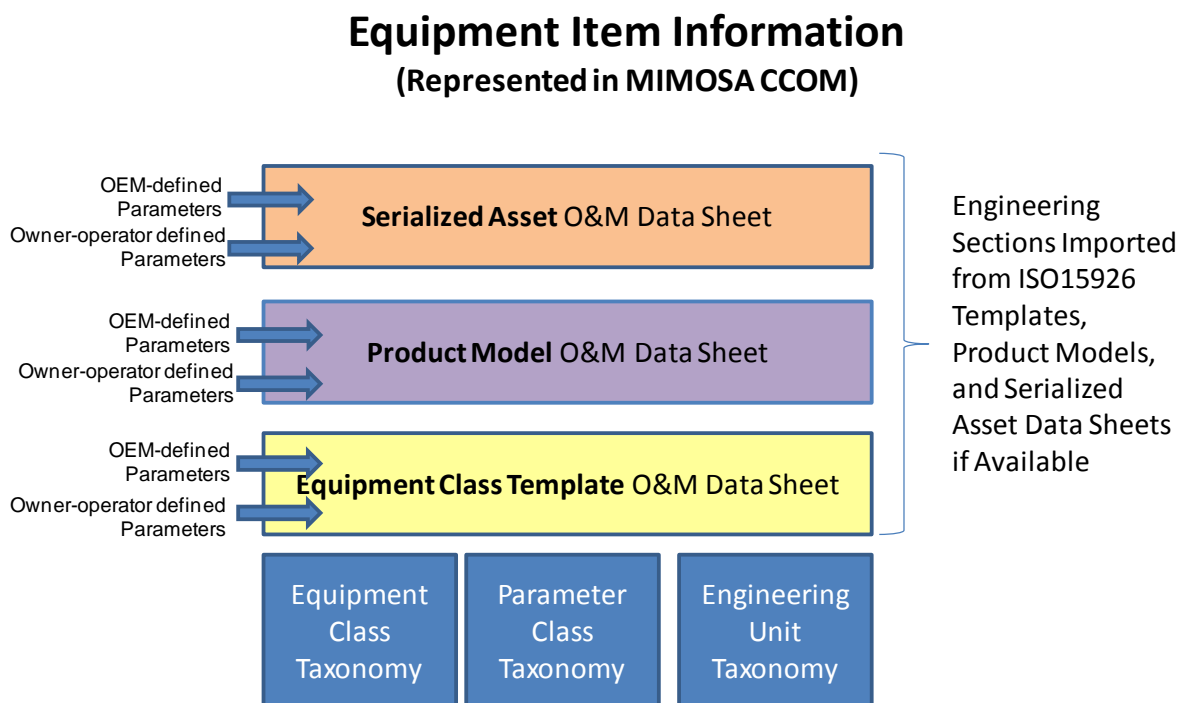 Equipment Item Information
(Represented in MIMOSA CCOM)
OEM-defined
Parameters
Owner-operator defined
Parameters
Serialized Asset O&M Data Sheet
OEM-defined
Parameters
Owner-operator defined
Parameters
Product Model O&M Data Sheet
OEM-defined
Parameters
Owner-operator defined
Parameters
Equipment Class Template O&M Data Sheet
Engineering
Sections Imported
from ISO15926
Templates,
Product Models,
and Serialized
Asset Data Sheets
if Available
Equipment
Class
Taxonomy
Parameter
Class
Taxonomy
Engineering
Unit
Taxonomy